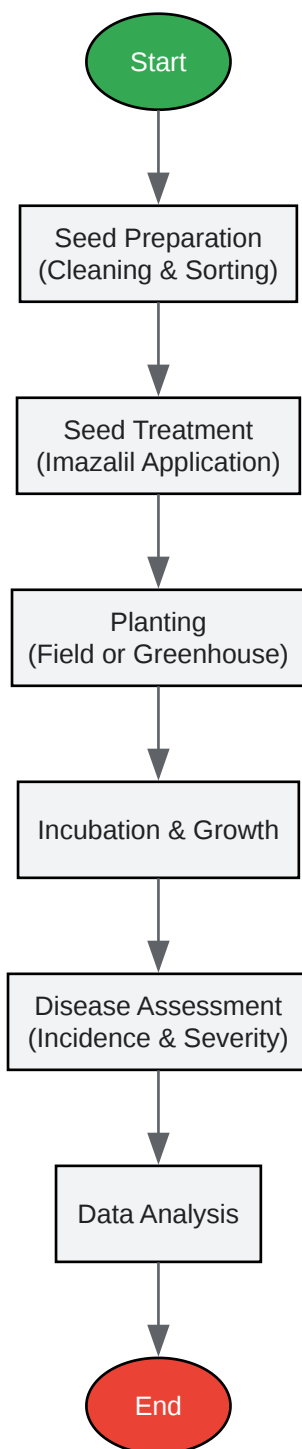 Start
Seed Preparation
(Cleaning & Sorting)
Seed Treatment
(Imazalil Application)
Planting
(Field or Greenhouse)
Incubation & Growth
Disease Assessment
(Incidence & Severity)
Data Analysis
End